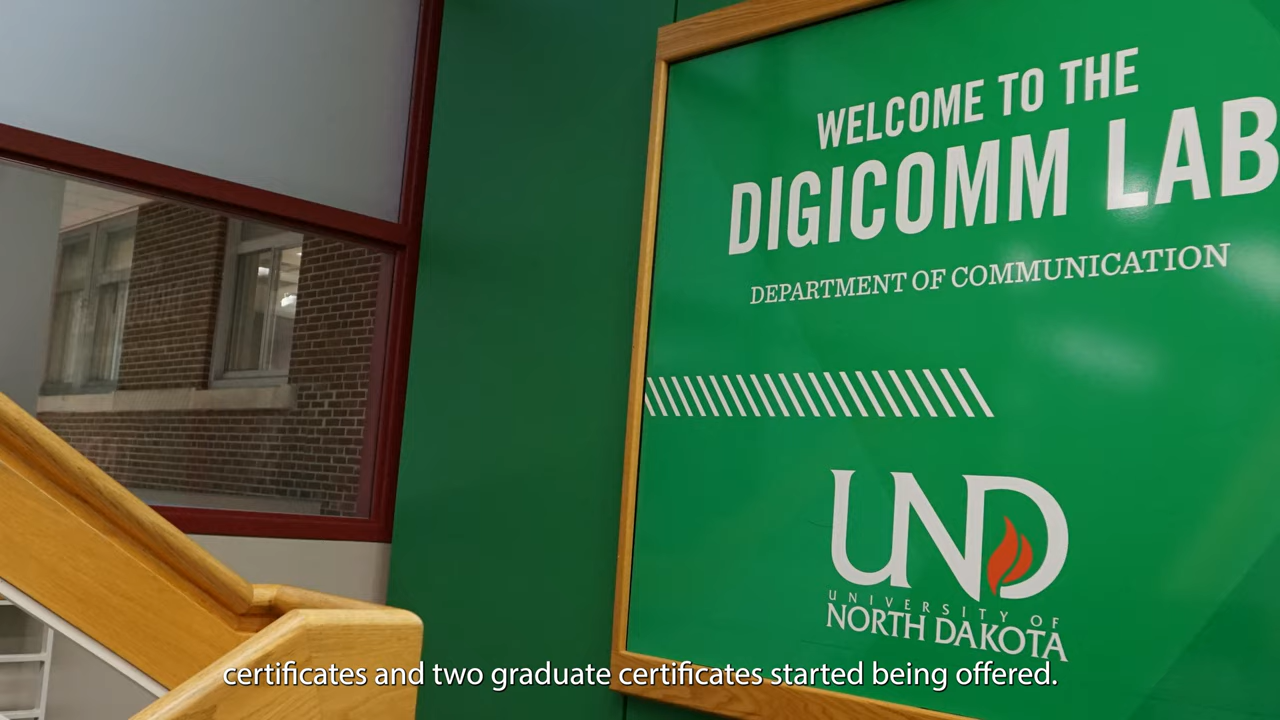 WELCOME TO THE
DIGICOMM LAB
DEPARTMENT OF COMMUNICATION
UND
UNIVERSITY OF
NORTH DAKOTA
certificates and two graduate certificates started being offered.